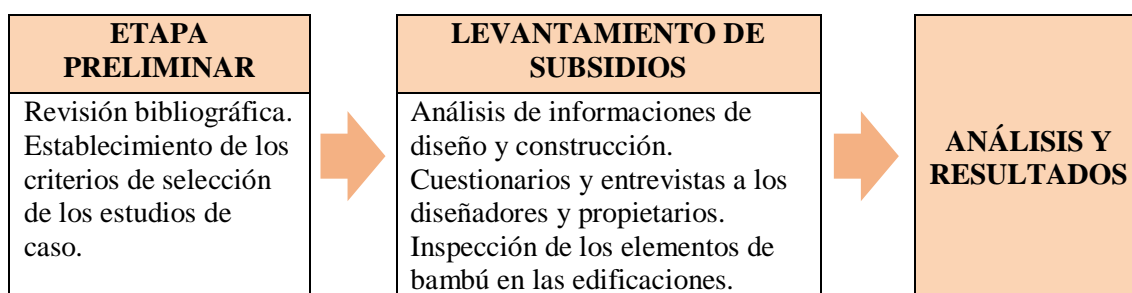 ETAPA
PRELIMINAR
Revisión bibliográfica.
Establecimiento de los
criterios de selección
de los estudios de
caso.
LEVANTAMIENTO DE
SUBSIDIOS
Análisis de informaciones de
diseño y construcción.
Cuestionarios y entrevistas a los
diseñadores y propietarios.
Inspección de los elementos de
bambú en las edificaciones.
ANÁLISIS Y
RESULTADOS